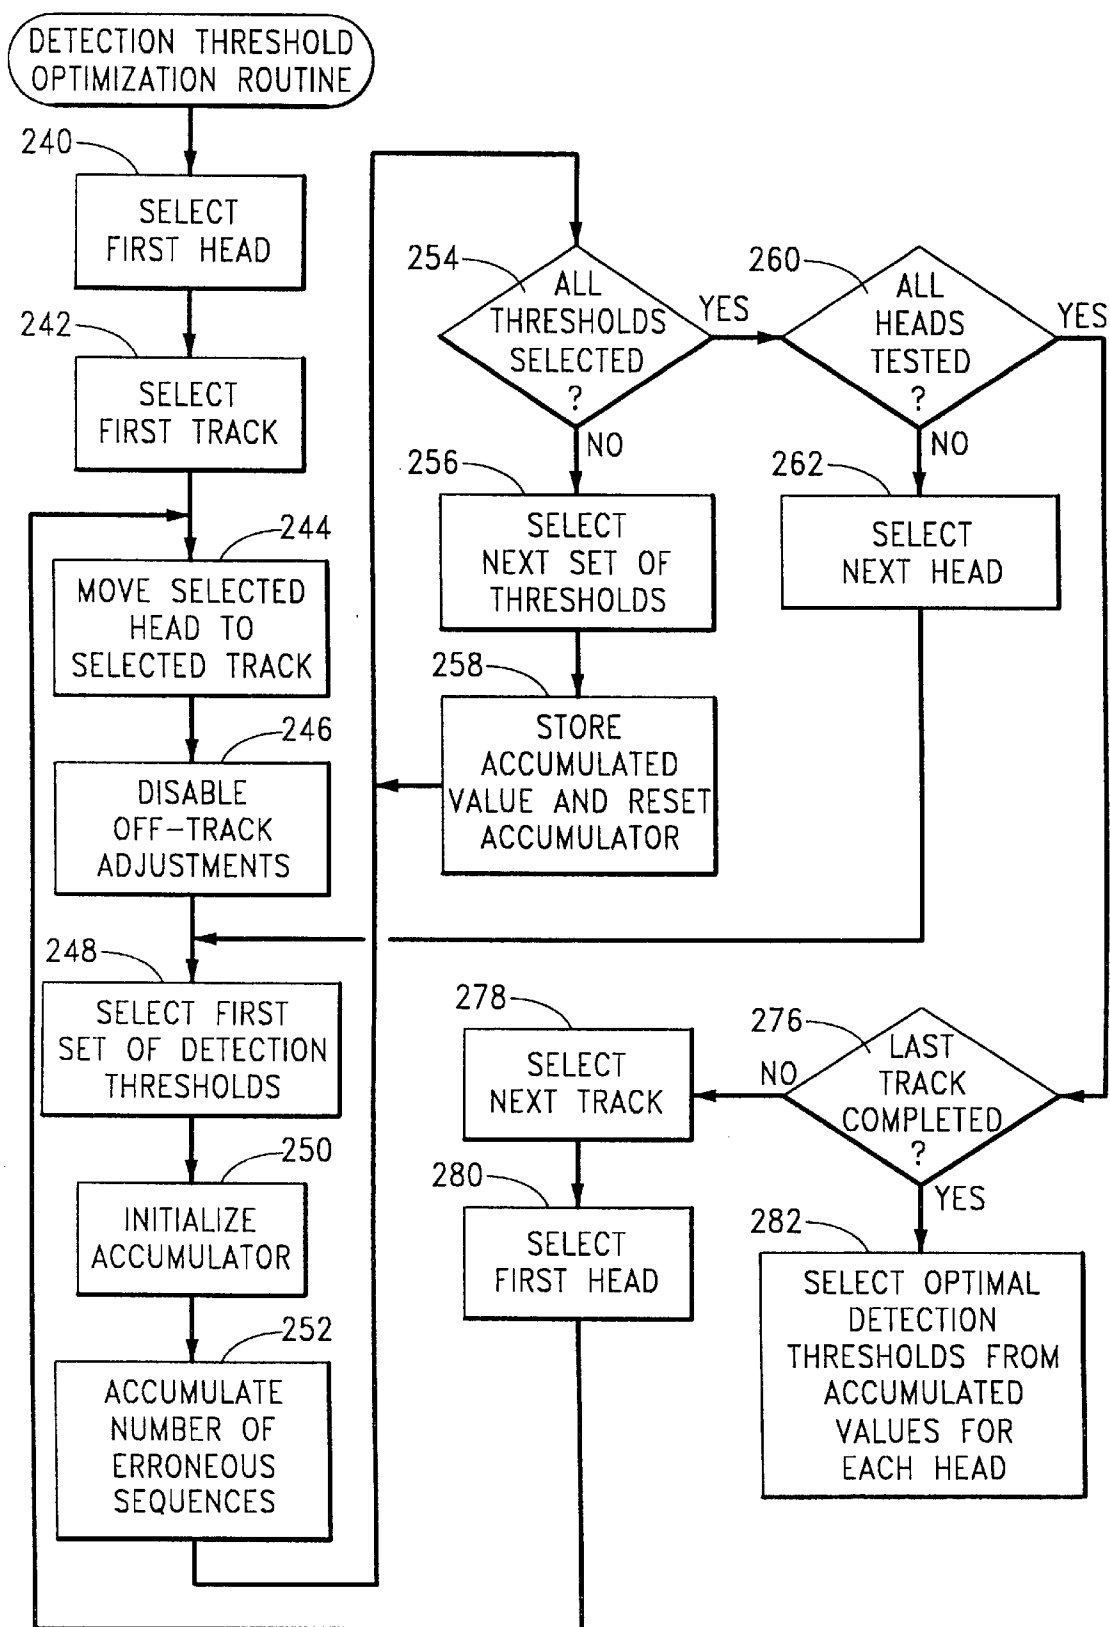 DETECTION THRESHOLD
OPTIMIZATION ROUTINE
240
SELECT
FIRST HEAD
242
SELECT
FIRST TRACK
244
MOVE SELECTED
HEAD TO
SELECTED TRACK
246
DISABLE
OFF-TRACK
ADJUSTMENTS
248
SELECT FIRST
SET OF DETECTION
THRESHOLDS
250
INITIALIZE
ACCUMULATOR
252
ACCUMULATE
NUMBER OF
ERRONEOUS
SEQUENCES
254
ALL
THRESHOLDS
SELECTED
?
YES
NO
256
SELECT
NEXT SET OF
THRESHOLDS
258
STORE
ACCUMULATED
VALUE AND RESET
ACCUMULATOR
260
ALL
HEADS
TESTED
?
YES
NO
262
SELECT
NEXT HEAD
276
LAST
TRACK
COMPLETED
?
NO
YES
278
SELECT
NEXT TRACK
280
SELECT
FIRST HEAD
282
SELECT OPTIMAL
DETECTION
THRESHOLDS FROM
ACCUMULATED
VALUES FOR
EACH HEAD